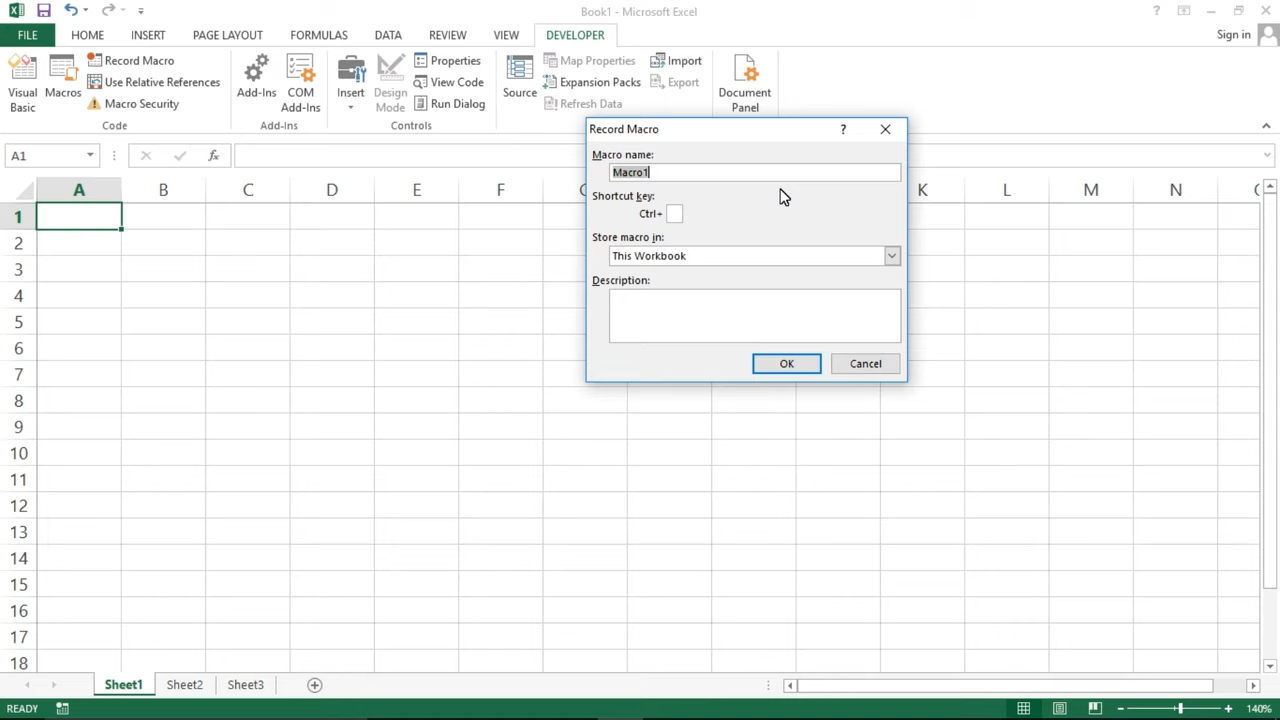 Book1 - Microsoft Excel
?
FILE HOME INSERT PAGE LAYOUT FORMULAS DATA REVIEW VIEW DEVELOPER Sign in
Visual Basic
Macros
Record Macro
Use Relative References
Macro Security
Code
Add-Ins
COM Add-Ins
Add-Ins
Insert
Design Mode
Properties
View Code
Run Dialog
Controls
Source
Map Properties
Expansion Packs
Refresh Data
Import
Export
Document Panel
A1
fx
Record Macro ?
Macro name:
Macro1
Shortcut key:
Ctrl+
Store macro in:
This Workbook
Description:
OK Cancel
A B C D E F K L M N
1
2
3
4
5
6
7
8
9
10
11
12
13
14
15
16
17
18
Sheet1 Sheet2 Sheet3
READY 140%